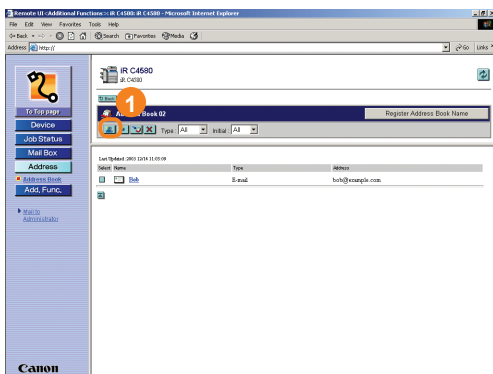 Remote UI <Additional Functions>: iR C4580: iR C4580 - Microsoft Internet Explorer
File Edit View Favorites Tools Help
Back Search Favorites Media
Address http:// Go Links
iR C4580
iR C4580
To Top page
Device
Job Status
Mail Box
Address
Address Book
Add. Func.
Mail to
Administrator
Back
1
Book 02
Register Address Book Name
Type : All Initial All
Last Updated :2003 12/14 11:05:09
Select Name Type Address
Bob E-mail bob@example.com
Canon